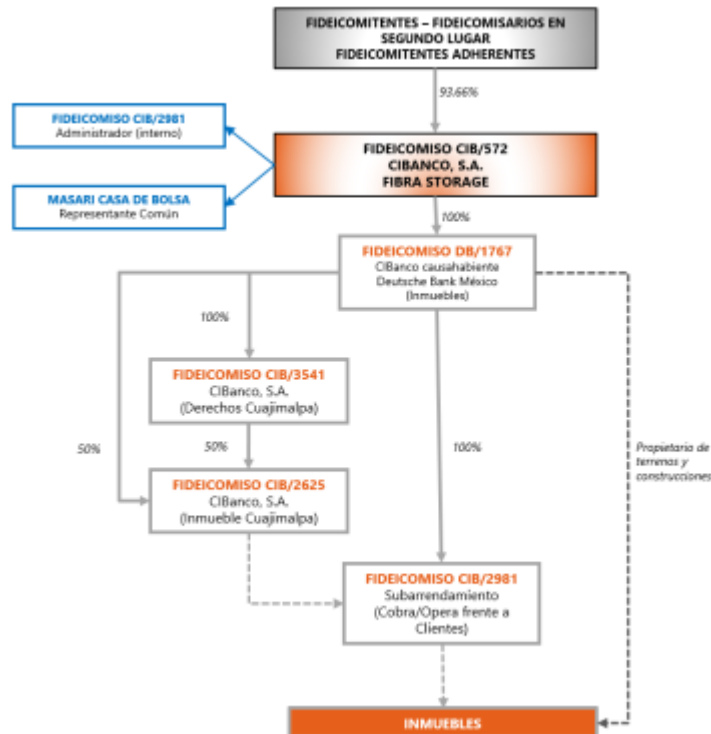 FIDEICOMITENTES – FIDEICOMISARIOS EN
SEGUNDO LUGAR
FIDEICOMITENTES ADHERENTES
93.66%
FIDEICOMISO CIB/2981
Administrador (interno)
FIDEICOMISO CIB/572
CIBANCO, S.A.
FIBRA STORAGE
MASARI CASA DE BOLSA
Representante Común
100%
FIDEICOMISO DB/1767
CIBanco causahabiente
Deutsche Bank México
(Inmuebles)
100%
FIDEICOMISO CIB/3541
CIBanco, S.A.
(Derechos Cuajimalpa)
50%
50%
100%
Propietaria de
terrenos y
construcciones
FIDEICOMISO CIB/2625
CIBanco, S.A.
(Inmueble Cuajimalpa)
FIDEICOMISO CIB/2981
Subarrendamiento
(Cobra/Opera frente a
Clientes)
INMUEBLES